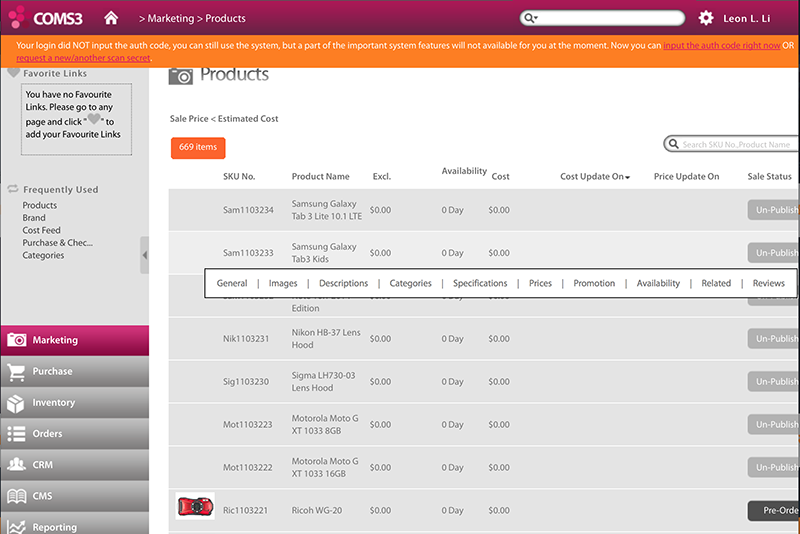 COMS3
> Marketing > Products
Leon L. Li
Your login did NOT input the auth code, you can still use the system, but a part of the important system features will not available for you at the moment. Now you can input the auth code right now OR
request a new/another scan secret.
Favorite Links
You have no Favourite
Links. Please go to any
page and click "♥" to
add your Favourite Links
Frequently Used
Products
Brand
Cost Feed
Purchase & Chec...
Categories
Marketing
Purchase
Inventory
Orders
CRM
CMS
Reporting
Products
Sale Price < Estimated Cost
669 items
Search SKU No.,Product Name
SKU No. Product Name Excl. Availability Cost Cost Update On Price Update On Sale Status
Sam1103234 Samsung Galaxy Tab 3 Lite 10.1 LTE $0.00 0 Day $0.00 Un-Publish
Sam1103233 Samsung Galaxy Tab3 Kids $0.00 0 Day $0.00 Un-Publish
General | Images | Descriptions | Categories | Specifications | Prices | Promotion | Availability | Related | Reviews
Edition
Nik1103231 Nikon HB-37 Lens Hood $0.00 0 Day $0.00 Un-Publish
Sig1103230 Sigma LH730-03 Lens Hood $0.00 0 Day $0.00 Un-Publish
Mot1103223 Motorola Moto G XT 1033 8GB $0.00 0 Day $0.00 Un-Publish
Mot1103222 Motorola Moto G XT 1033 16GB $0.00 0 Day $0.00 Un-Publish
Ric1103221 Ricoh WG-20 $0.00 0 Day $0.00 Pre-Orde